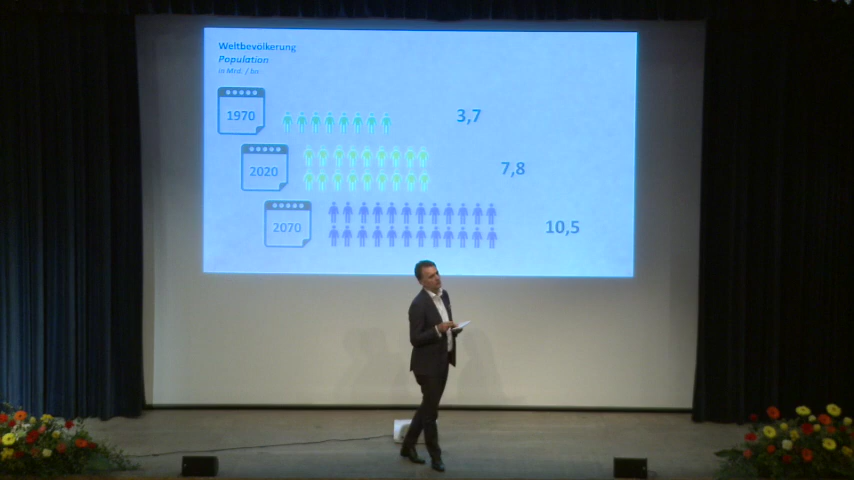 Weltbevölkerung
Population
in Mrd. / bn
1970 3,7
2020 7,8
2070 10,5